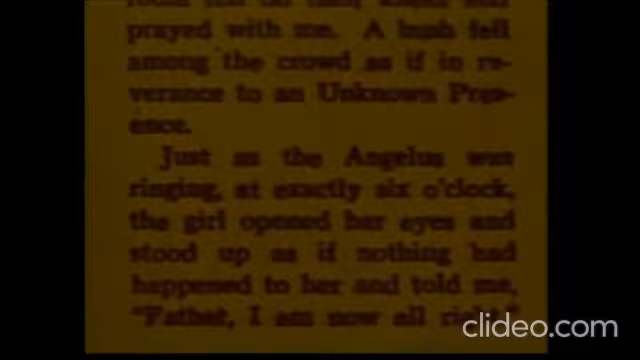 prayed with me. A hush fell
among the crowd as if in re-
verance to an Unknown Pres-
ence.
Just as the Angelus was
ringing, at exactly six o'clock,
the girl opened her eyes and
stood up as if nothing had
happened to her and told me,
"Father, I am now all right."
clideo.com